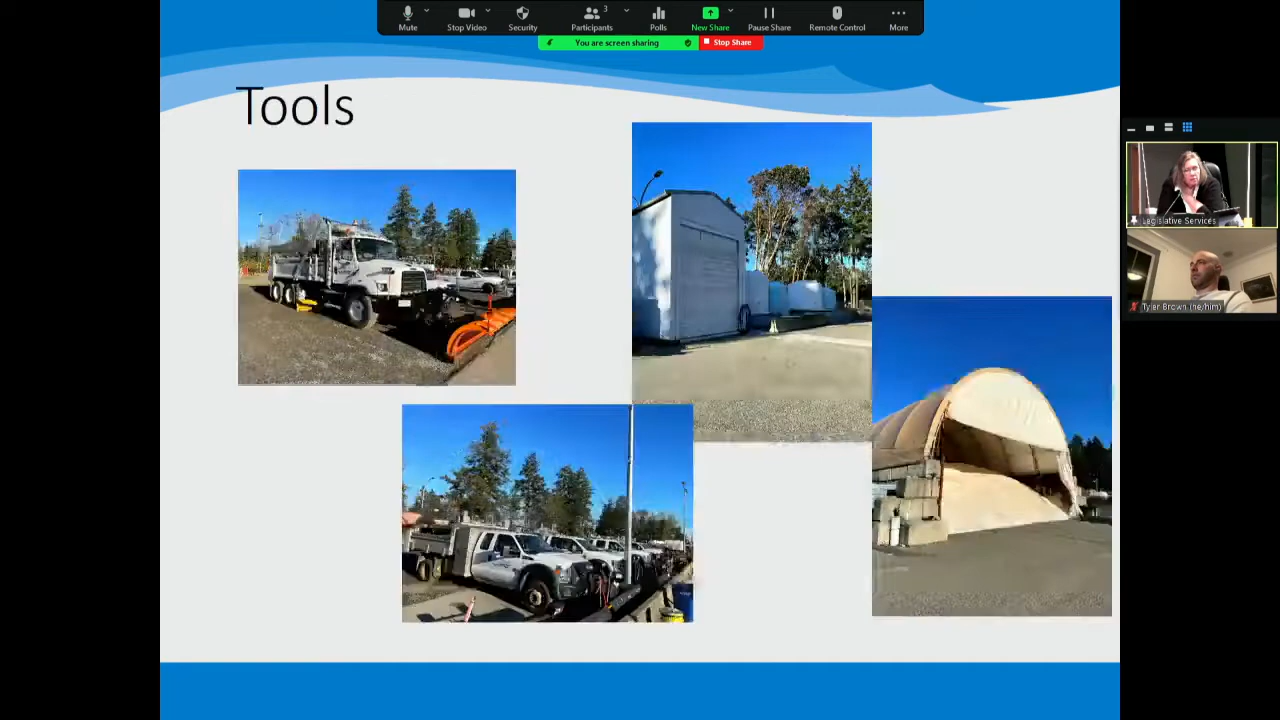 Mute
Stop Video
Security
3
Participants
Polls
New Share
Pause Share
Remote Control
More
You are screen sharing
Stop Share
Tools
Legislative Services
Tyler Brown (he/him)